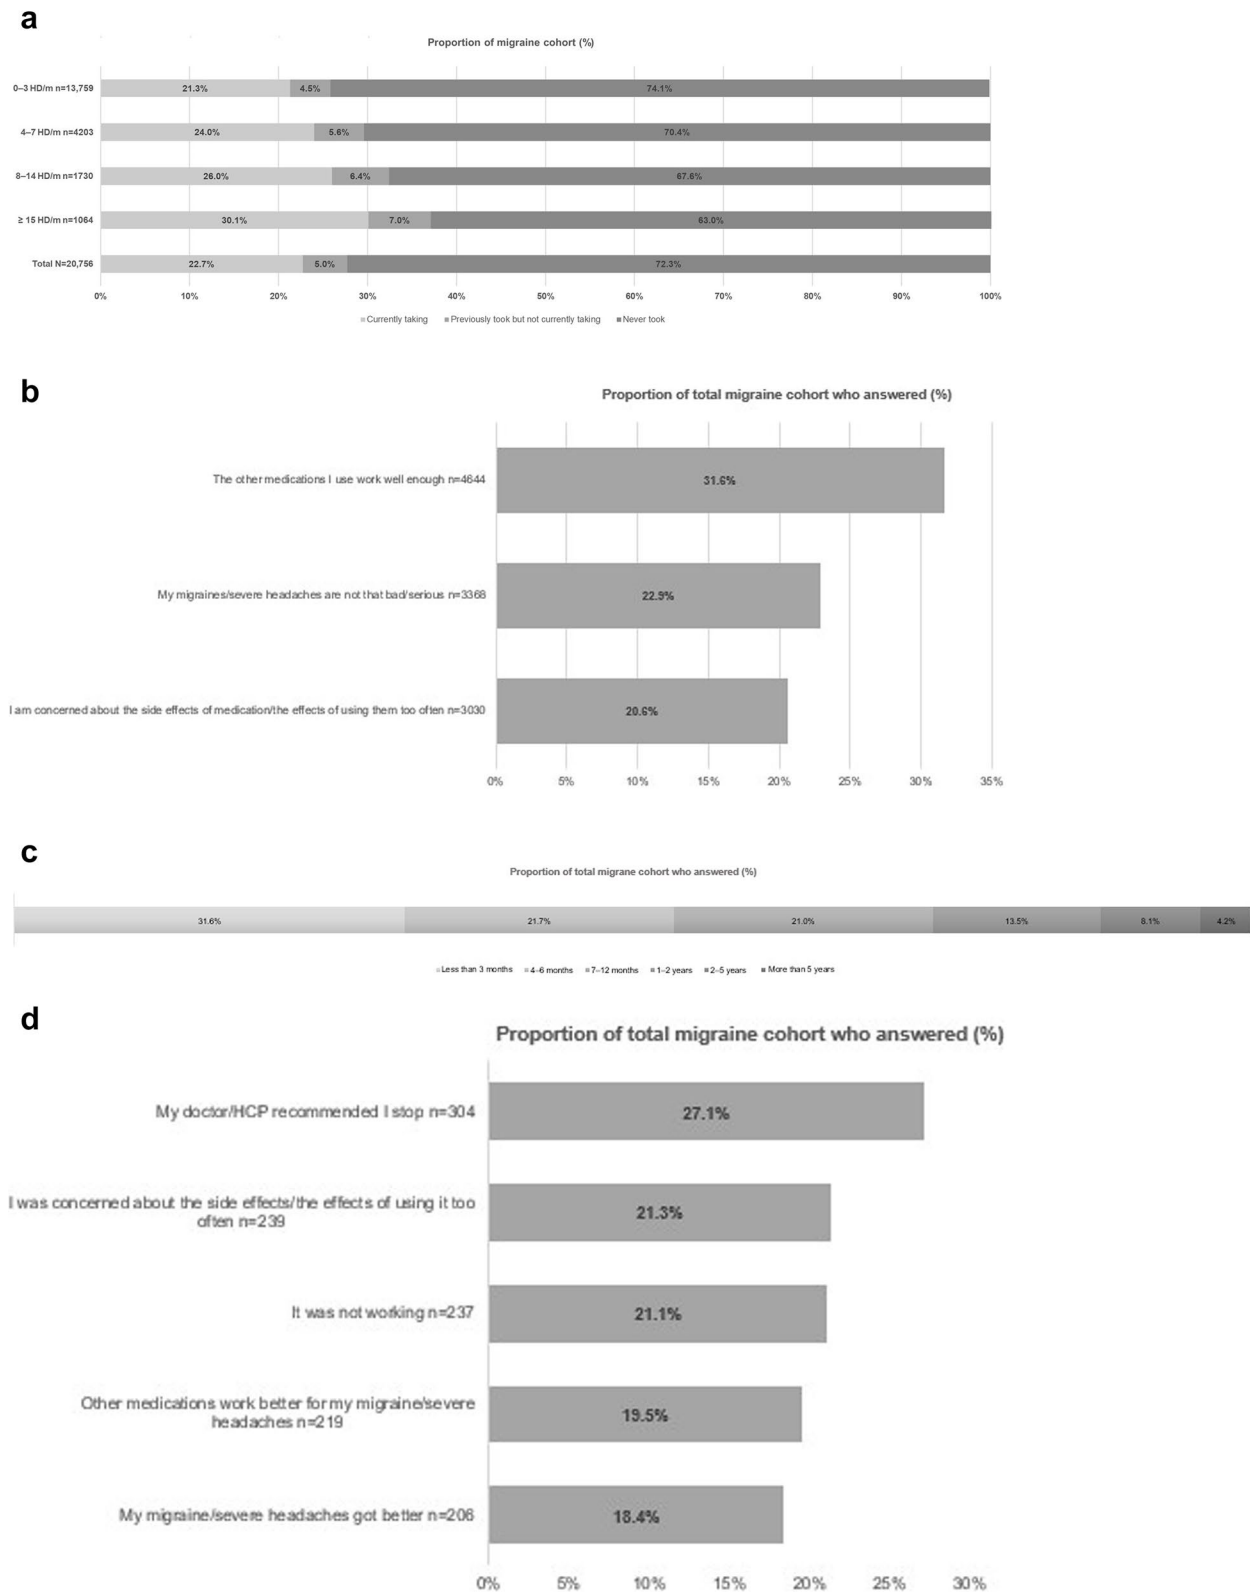 a
Proportion of migraine cohort (%)
0–3 HD/m n=13,759
21.3%
4.5%
74.1%
4–7 HD/m n=4203
24.0%
5.6%
70.4%
8–14 HD/m n=1730
26.0%
6.4%
67.6%
≥ 15 HD/m n=1064
30.1%
7.0%
63.0%
Total N=20,756
22.7%
5.0%
72.3%
0%
10%
20%
30%
40%
50%
60%
70%
80%
90%
100%
Currently taking
Previously took but not currently taking
Never took
b
Proportion of total migraine cohort who answered (%)
The other medications I use work well enough n=4644
31.6%
My migraines/severe headaches are not that bad/serious n=3368
22.9%
I am concerned about the side effects of medication/the effects of using them too often n=3030
20.6%
0%
5%
10%
15%
20%
25%
30%
35%
c
Proportion of total migrane cohort who answered (%)
31.6%
21.7%
21.0%
13.5%
8.1%
4.2%
Less than 3 months
4–6 months
7–12 months
1–2 years
2–5 years
More than 5 years
d
Proportion of total migraine cohort who answered (%)
My doctor/HCP recommended I stop n=304
27.1%
I was concerned about the side effects/the effects of using it too
often n=239
21.3%
It was not working n=237
21.1%
Other medications work better for my migraine/severe
headaches n=219
19.5%
My migraine/severe headaches got better n=206
18.4%
0%
5%
10%
15%
20%
25%
30%